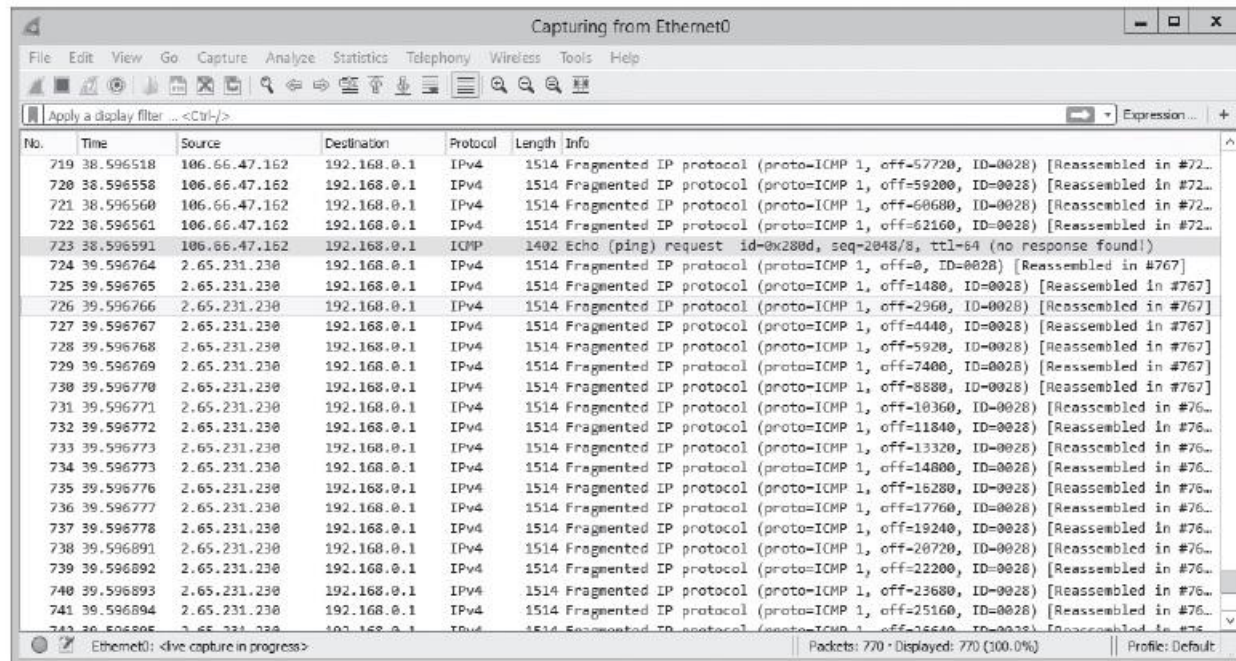 Capturing from Ethernet0
File Edit View Go Capture Analyze Statistics Telephony Wireless Tools Help
Apply a display filter ... <Ctrl-/> Expression... +
No. Time Source Destination Protocol Length Info
719 38.596518 106.66.47.162 192.168.0.1 IPv4 1514 Fragmented IP protocol (proto=ICMP 1, off=57720, ID=0028) [Reassembled in #72...
720 38.596558 106.66.47.162 192.168.0.1 IPv4 1514 Fragmented IP protocol (proto=ICMP 1, off=59200, ID=0028) [Reassembled in #72...
721 38.596560 106.66.47.162 192.168.0.1 IPv4 1514 Fragmented IP protocol (proto=ICMP 1, off=60680, ID=0028) [Reassembled in #72...
722 38.596561 106.66.47.162 192.168.0.1 IPv4 1514 Fragmented IP protocol (proto=ICMP 1, off=62160, ID=0028) [Reassembled in #72...
723 38.596591 106.66.47.162 192.168.0.1 ICMP 1402 Echo (ping) request id=0x280d, seq=2048/8, ttl=64 (no response found!)
724 39.596764 2.65.231.230 192.168.0.1 IPv4 1514 Fragmented IP protocol (proto=ICMP 1, off=0, ID=0028) [Reassembled in #767]
725 39.596765 2.65.231.230 192.168.0.1 IPv4 1514 Fragmented IP protocol (proto=ICMP 1, off=1480, ID=0028) [Reassembled in #767]
726 39.596766 2.65.231.230 192.168.0.1 IPv4 1514 Fragmented IP protocol (proto=ICMP 1, off=2960, ID=0028) [Reassembled in #767]
727 39.596767 2.65.231.230 192.168.0.1 IPv4 1514 Fragmented IP protocol (proto=ICMP 1, off=4440, ID=0028) [Reassembled in #767]
728 39.596768 2.65.231.230 192.168.0.1 IPv4 1514 Fragmented IP protocol (proto=ICMP 1, off=5920, ID=0028) [Reassembled in #767]
729 39.596769 2.65.231.230 192.168.0.1 IPv4 1514 Fragmented IP protocol (proto=ICMP 1, off=7400, ID=0028) [Reassembled in #767]
730 39.596770 2.65.231.230 192.168.0.1 IPv4 1514 Fragmented IP protocol (proto=ICMP 1, off=8880, ID=0028) [Reassembled in #767]
731 39.596771 2.65.231.230 192.168.0.1 IPv4 1514 Fragmented IP protocol (proto=ICMP 1, off=10360, ID=0028) [Reassembled in #76...
732 39.596772 2.65.231.230 192.168.0.1 IPv4 1514 Fragmented IP protocol (proto=ICMP 1, off=11840, ID=0028) [Reassembled in #76...
733 39.596773 2.65.231.230 192.168.0.1 IPv4 1514 Fragmented IP protocol (proto=ICMP 1, off=13320, ID=0028) [Reassembled in #76...
734 39.596773 2.65.231.230 192.168.0.1 IPv4 1514 Fragmented IP protocol (proto=ICMP 1, off=14800, ID=0028) [Reassembled in #76...
735 39.596776 2.65.231.230 192.168.0.1 IPv4 1514 Fragmented IP protocol (proto=ICMP 1, off=16280, ID=0028) [Reassembled in #76...
736 39.596777 2.65.231.230 192.168.0.1 IPv4 1514 Fragmented IP protocol (proto=ICMP 1, off=17760, ID=0028) [Reassembled in #76...
737 39.596778 2.65.231.230 192.168.0.1 IPv4 1514 Fragmented IP protocol (proto=ICMP 1, off=19240, ID=0028) [Reassembled in #76...
738 39.596891 2.65.231.230 192.168.0.1 IPv4 1514 Fragmented IP protocol (proto=ICMP 1, off=20720, ID=0028) [Reassembled in #76...
739 39.596892 2.65.231.230 192.168.0.1 IPv4 1514 Fragmented IP protocol (proto=ICMP 1, off=22200, ID=0028) [Reassembled in #76...
740 39.596893 2.65.231.230 192.168.0.1 IPv4 1514 Fragmented IP protocol (proto=ICMP 1, off=23680, ID=0028) [Reassembled in #76...
741 39.596894 2.65.231.230 192.168.0.1 IPv4 1514 Fragmented IP protocol (proto=ICMP 1, off=25160, ID=0028) [Reassembled in #76...
742 39.596895 2.65.231.230 192.168.0.1 IPv4 1514 Fragmented IP protocol (proto=ICMP 1, off=26640, ID=0028) [Reassembled in #76...
Ethernet0: <live capture in progress> Packets: 770 · Displayed: 770 (100.0%) Profile: Default